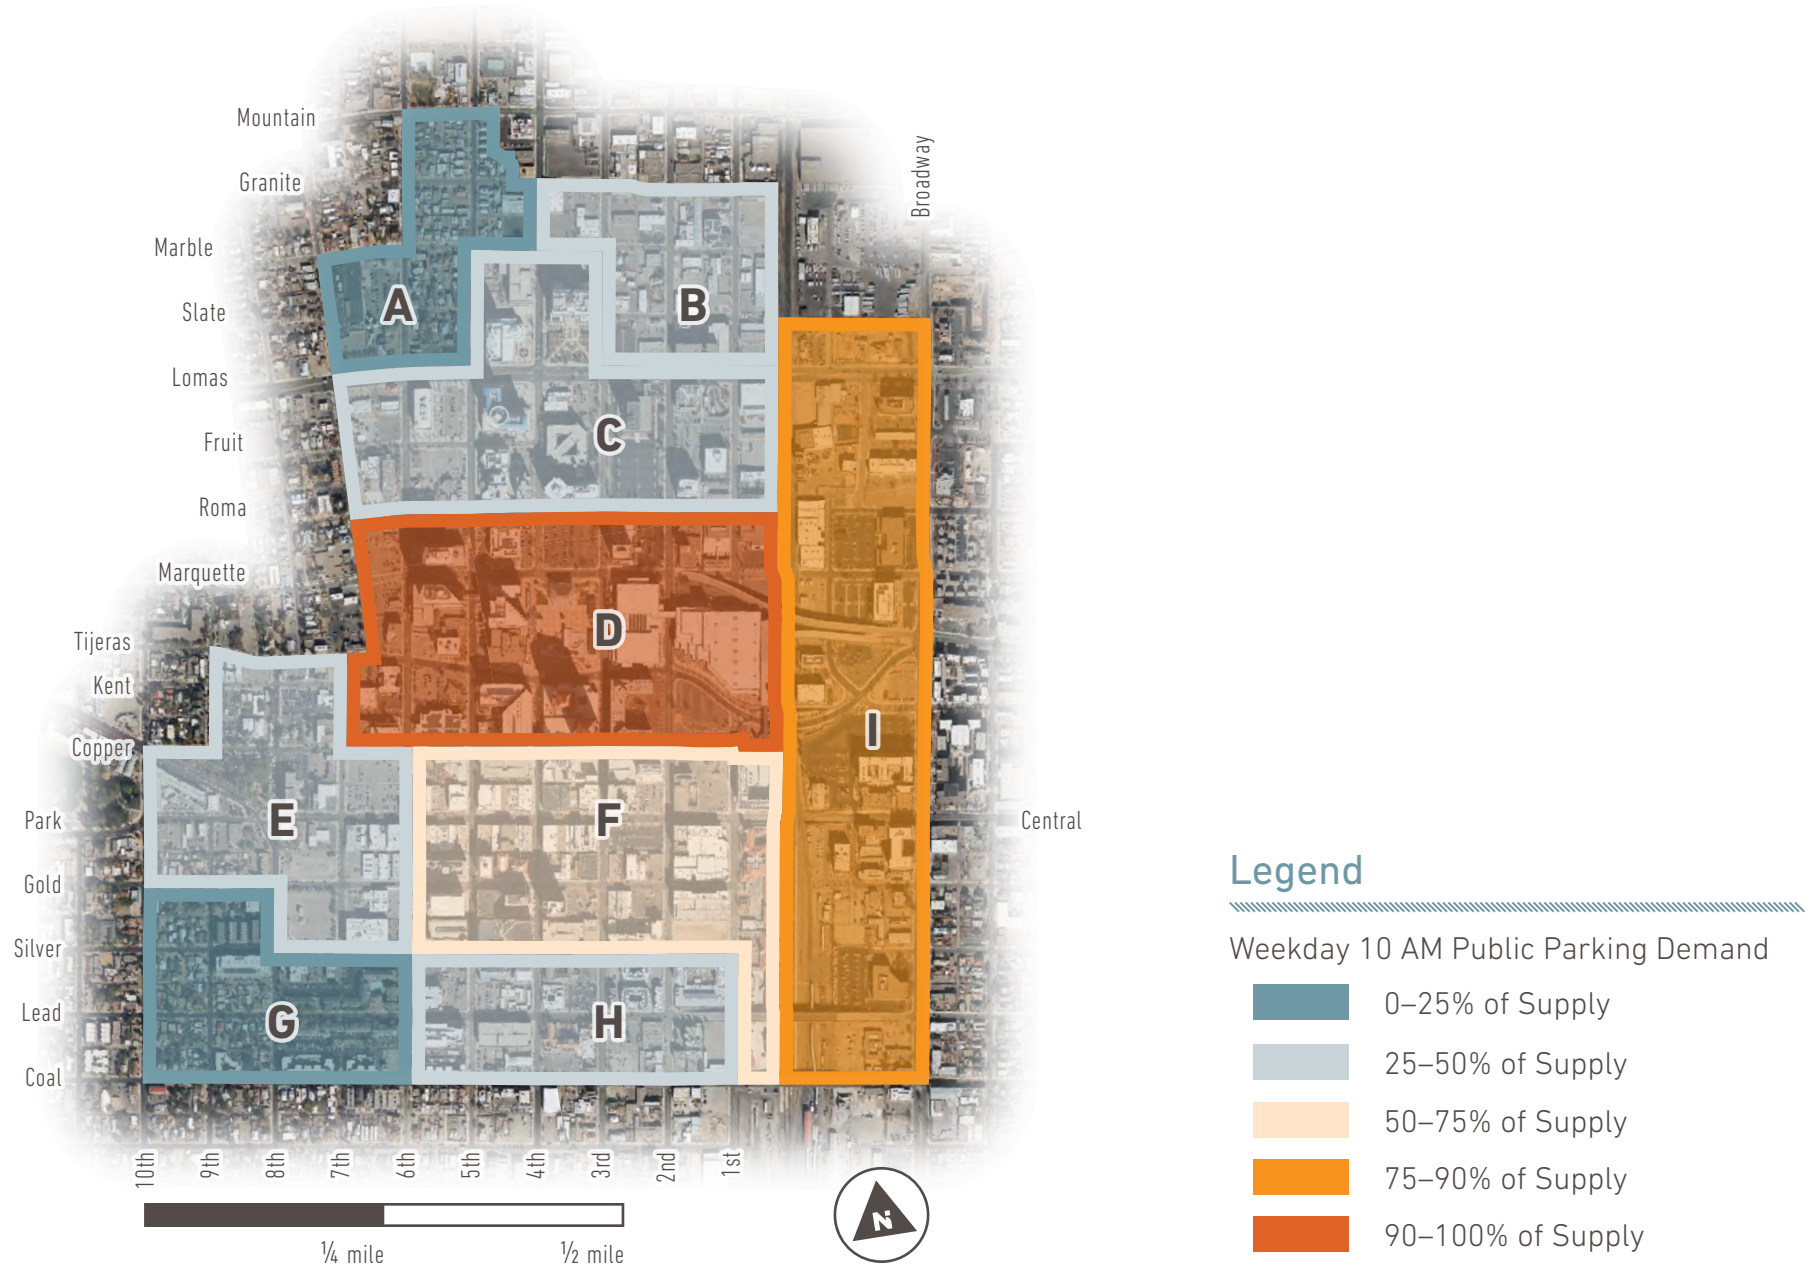 Mountain
Granite
Marble
Slate
Lomas
Fruit
Roma
Marquette
Tijeras
Kent
Copper
Park
Gold
Silver
Lead
Coal
Broadway
Central
A
B
C
D
E
F
G
H
I
10th
9th
8th
7th
6th
5th
4th
3rd
2nd
1st
¼ mile
½ mile
N
Legend
Weekday 10 AM Public Parking Demand
0–25% of Supply
25–50% of Supply
50–75% of Supply
75–90% of Supply
90–100% of Supply